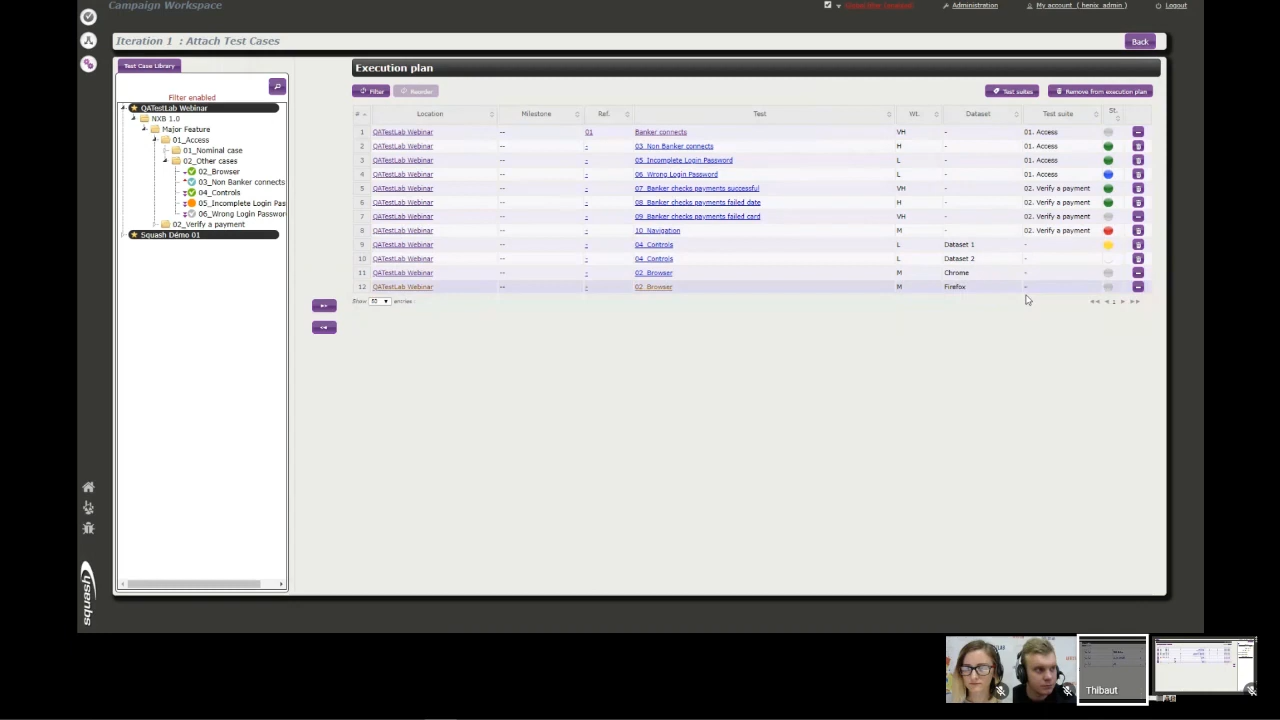 Campaign Workspace
Administration
My account ( henix_admin )
Logout
Iteration 1 : Attach Test Cases
Back
Test Case Library
Filter enabled
QATestLab Webinar
NXB 1.0
Major Feature
01_Access
01_Nominal case
02_Other cases
02_Browser
03_Non Banker connects
04_Controls
05_Incomplete Login Pas
06_Wrong Login Passwor
02_Verify a payment
Squash Démo 01
Execution plan
Filter
Reorder
Test suites
Remove from execution plan
# Location Milestone Ref. Test Wt. Dataset Test suite St.
1 QATestLab Webinar -- 01 Banker connects VH - 01. Access
2 QATestLab Webinar -- - 03_Non Banker connects H - 01. Access
3 QATestLab Webinar -- - 05_Incomplete Login Password L - 01. Access
4 QATestLab Webinar -- - 06_Wrong Login Password L - 01. Access
5 QATestLab Webinar -- - 07_Banker checks payments successful VH - 02. Verify a payment
6 QATestLab Webinar -- - 08_Banker checks payments failed date H - 02. Verify a payment
7 QATestLab Webinar -- - 09_Banker checks payments failed card VH - 02. Verify a payment
8 QATestLab Webinar -- - 10_Navigation M - 02. Verify a payment
9 QATestLab Webinar -- - 04_Controls L Dataset 1 -
10 QATestLab Webinar -- - 04_Controls L Dataset 2 -
11 QATestLab Webinar -- - 02_Browser M Chrome -
12 QATestLab Webinar -- - 02_Browser M Firefox -
Show 50 entries
1
squash
Thibaut